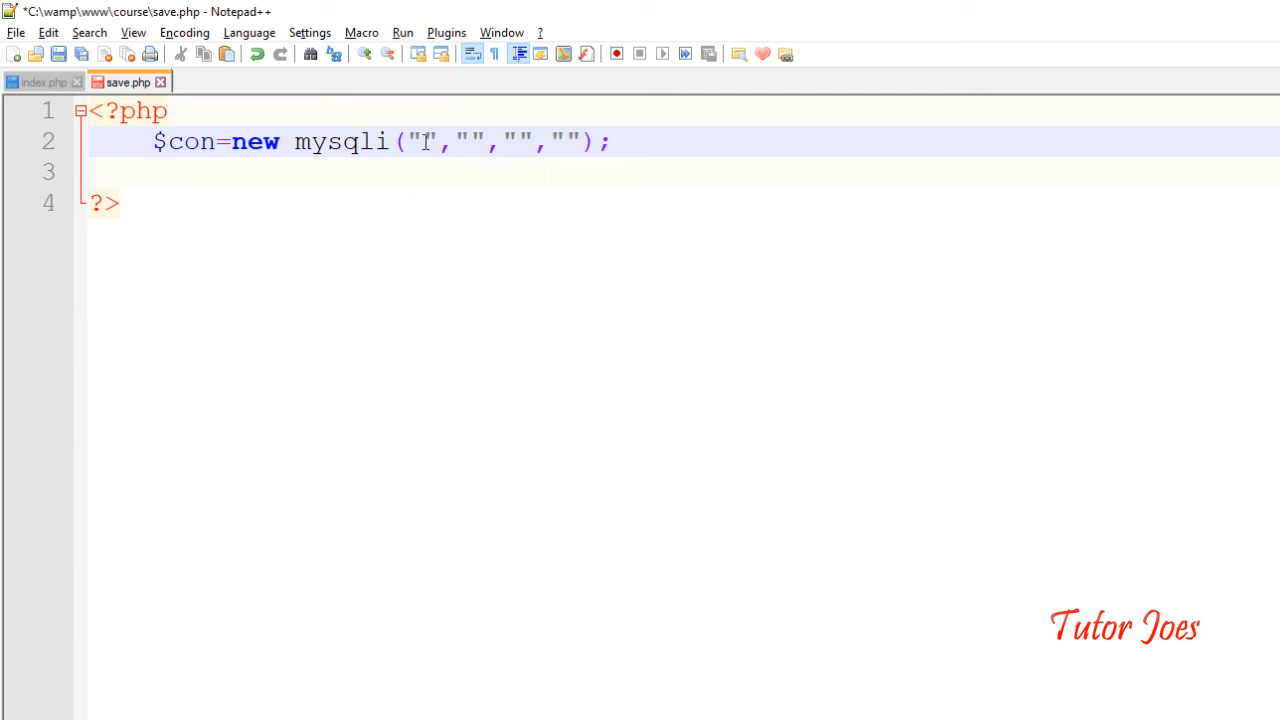 *C:\wamp\www\course\save.php - Notepad++
File Edit Search View Encoding Language Settings Macro Run Plugins Window ?
index.php save.php
1 <?php
2 $con=new mysqli("","","","");
3
4 ?>
Tutor Joes